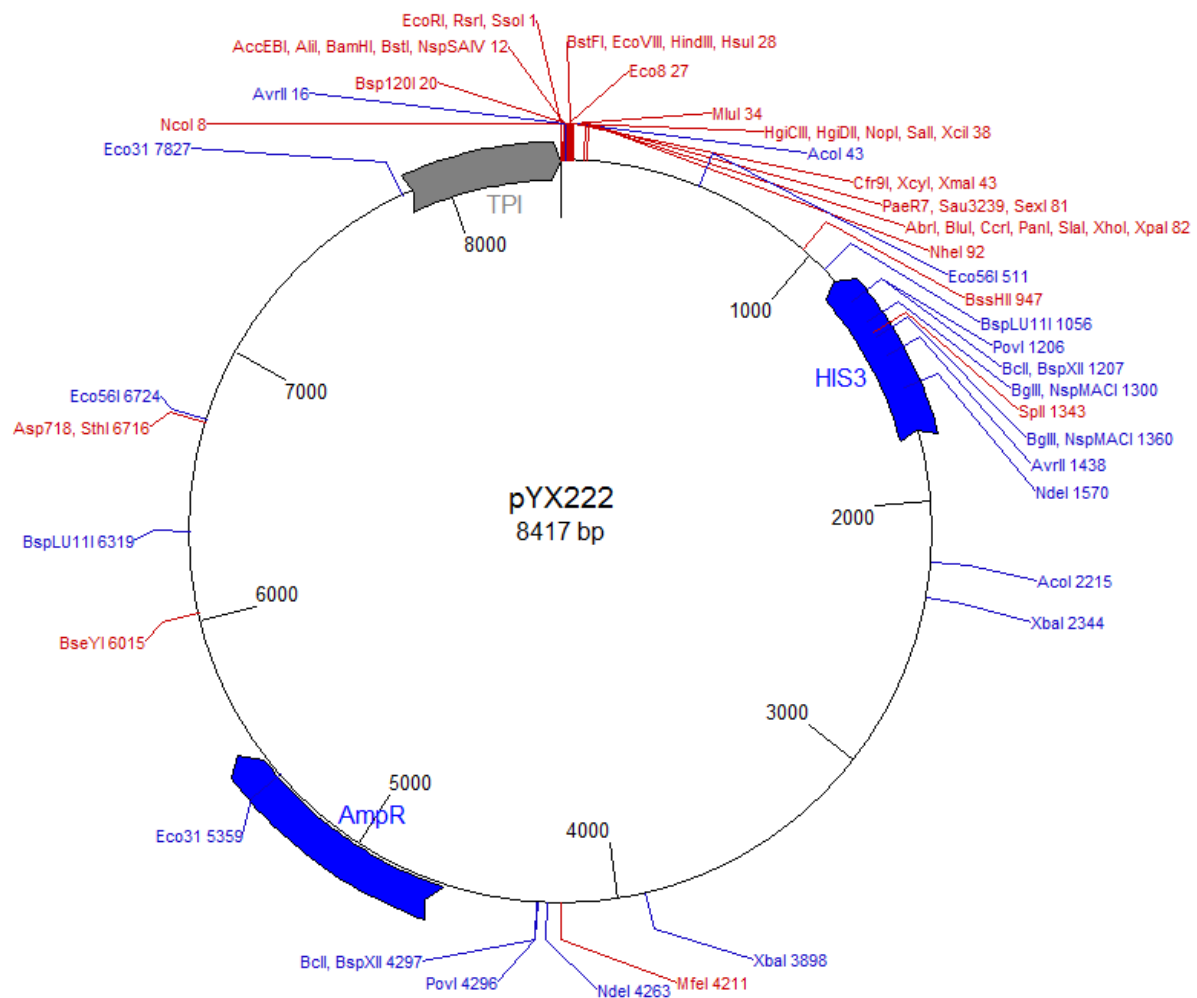 EcoRI, RsrI, SsoI 1
AccEBI, AliI, BamHI, BstI, NspSAIV 12
BstFI, EcoVIII, HindIII, HsuI 28
Eco8 27
Bsp120I 20
AvrII 16
MluI 34
NcoI 8
HgiCIII, HgiDII, NopI, SalI, XciI 38
Eco31 7827
AcoI 43
Cfr9I, XcyI, XmaI 43
TPI
PaeR7, Sau3239, SexI 81
8000
AbrI, BluI, CcrI, PanI, SlaI, XhoI, XpaI 82
NheI 92
Eco56I 511
1000
BssHII 947
BspLU11I 1056
PovI 1206
BclI, BspXII 1207
HIS3
7000
BglII, NspMACI 1300
Eco56I 6724
SplI 1343
Asp718, SthI 6716
BglII, NspMACI 1360
AvrII 1438
NdeI 1570
pYX222
2000
8417 bp
BspLU11I 6319
AcoI 2215
6000
XbaI 2344
BseYI 6015
3000
5000
AmpR
4000
Eco31 5359
BclI, BspXII 4297
XbaI 3898
PovI 4296
MfeI 4211
NdeI 4263